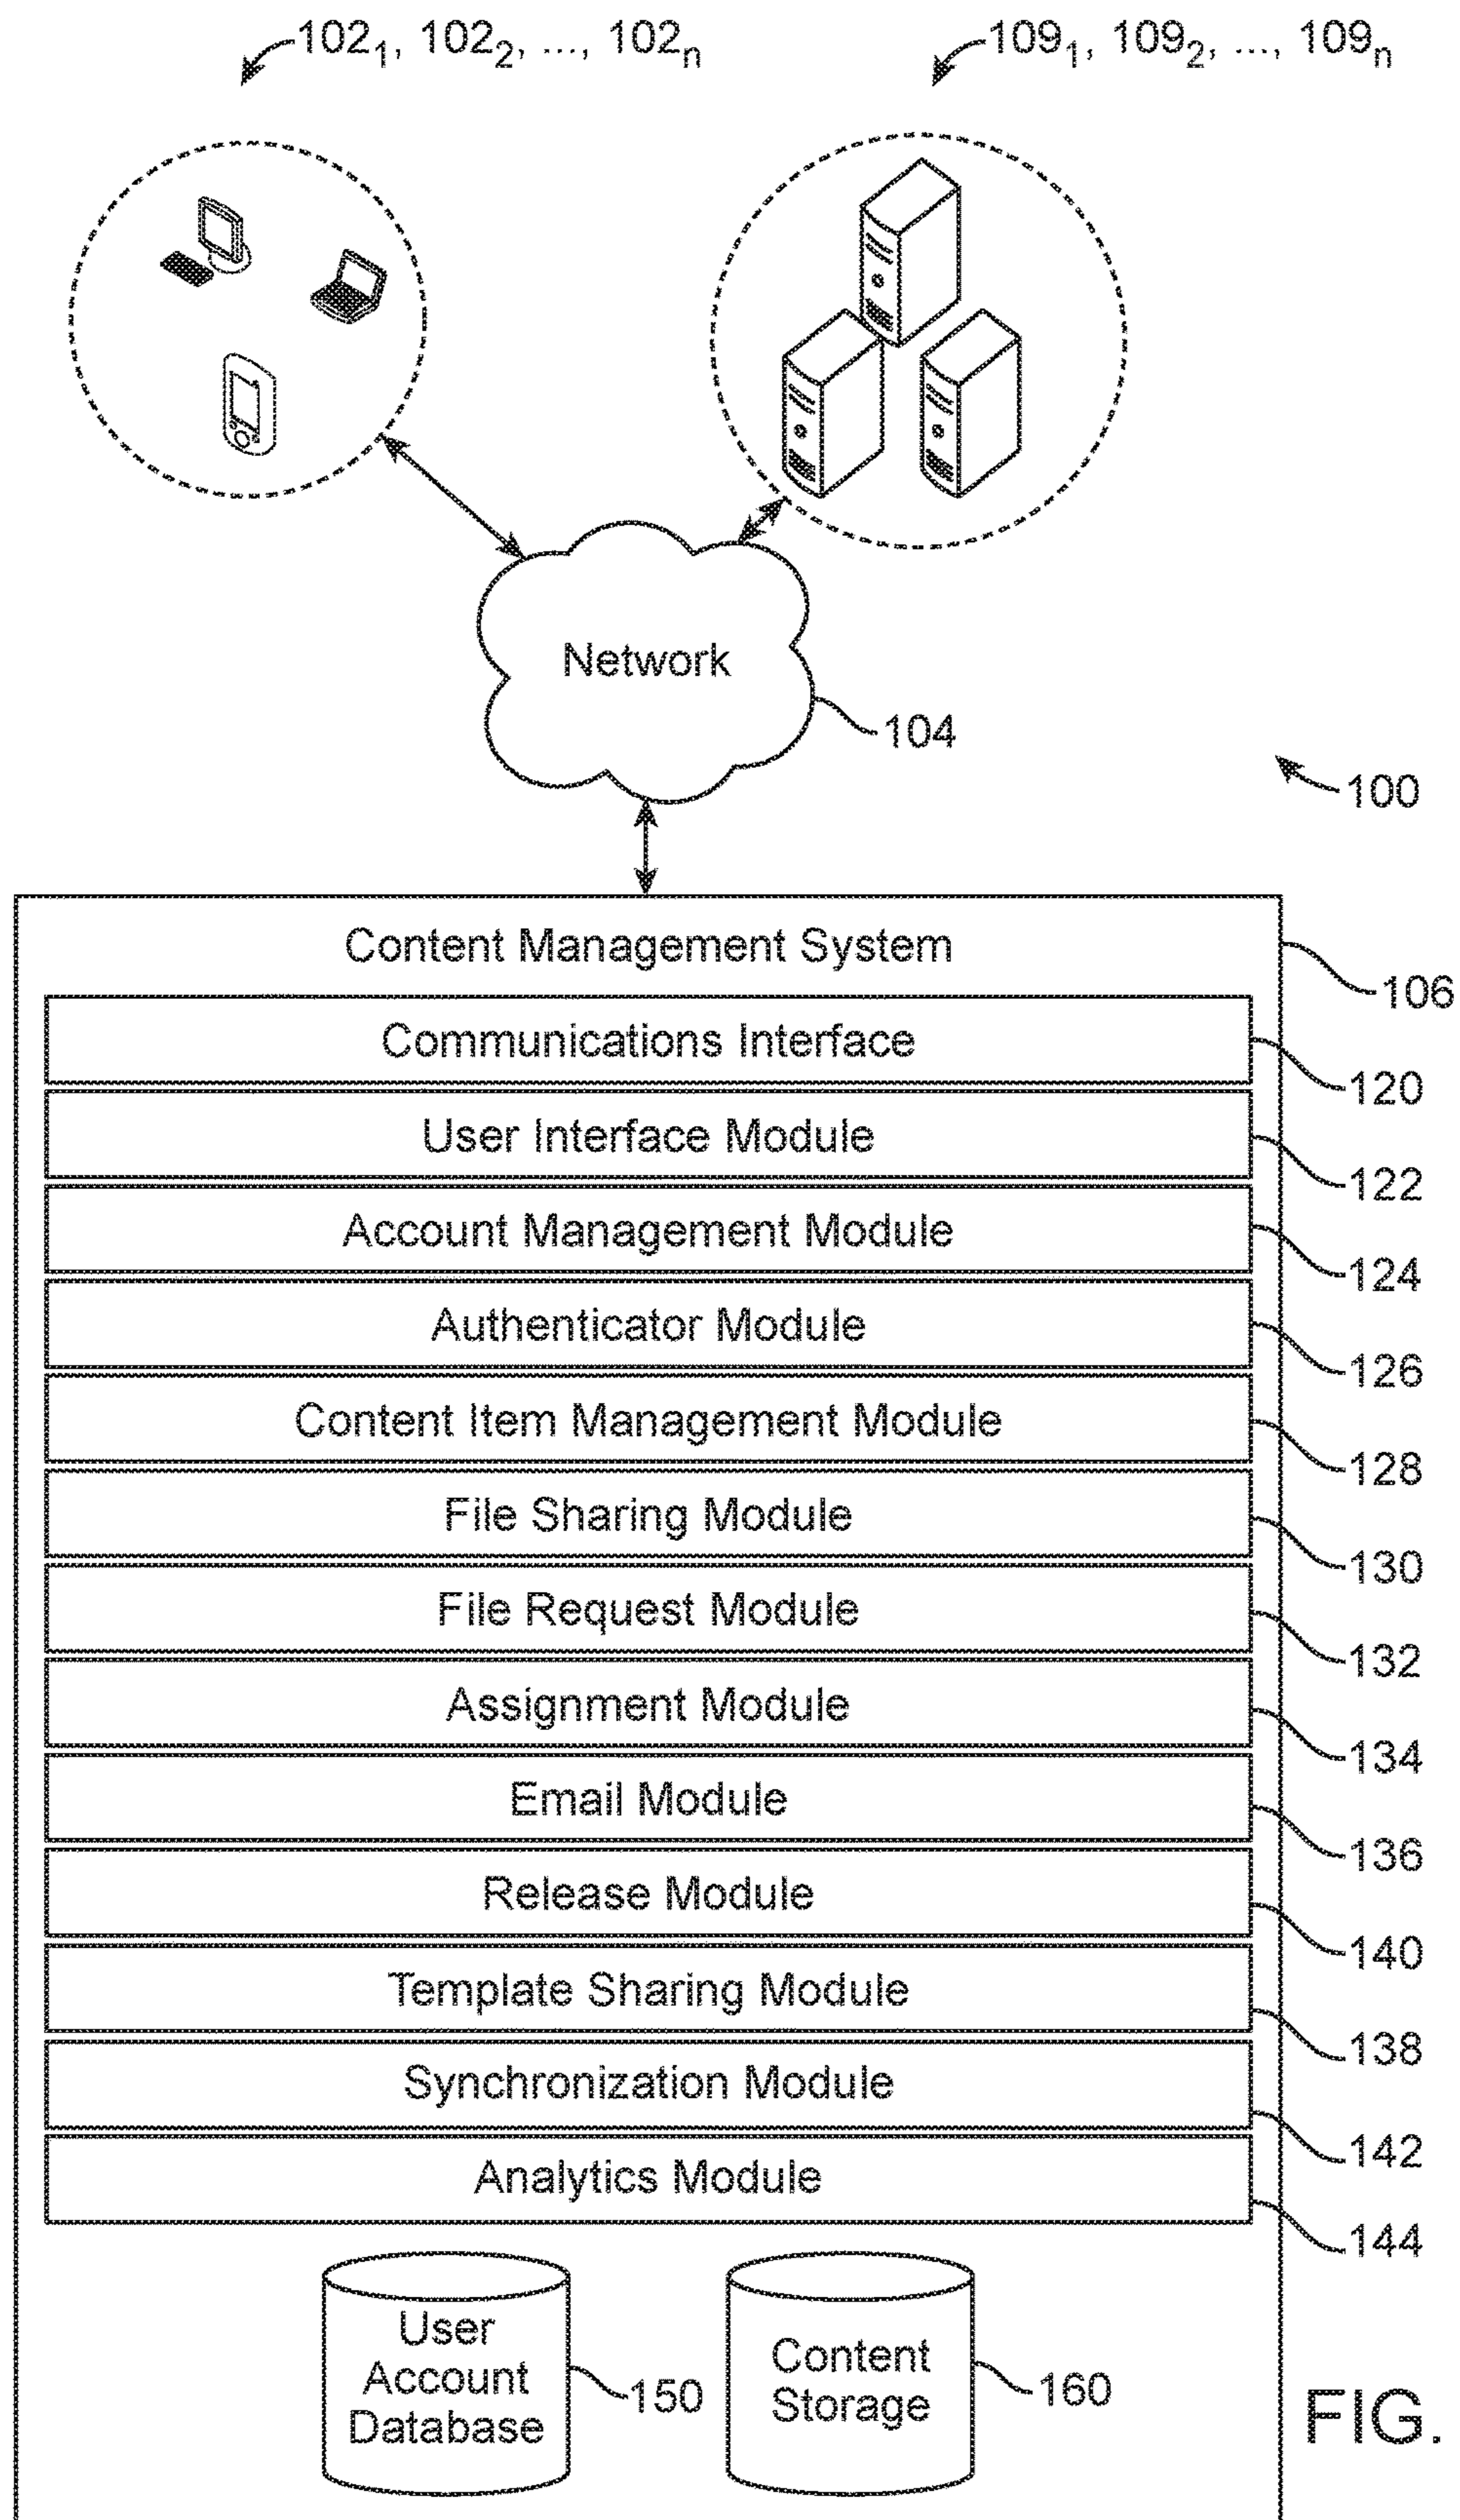 102₁, 102₂, ..., 102ₙ
109₁, 109₂, ..., 109ₙ
Network
104
100
Content Management System
106
Communications Interface
120
User Interface Module
122
Account Management Module
124
Authenticator Module
126
Content Item Management Module
128
File Sharing Module
130
File Request Module
132
Assignment Module
134
Email Module
136
Release Module
140
Template Sharing Module
138
Synchronization Module
142
Analytics Module
144
User
Account
Database
150
Content
Storage
160
FIG.